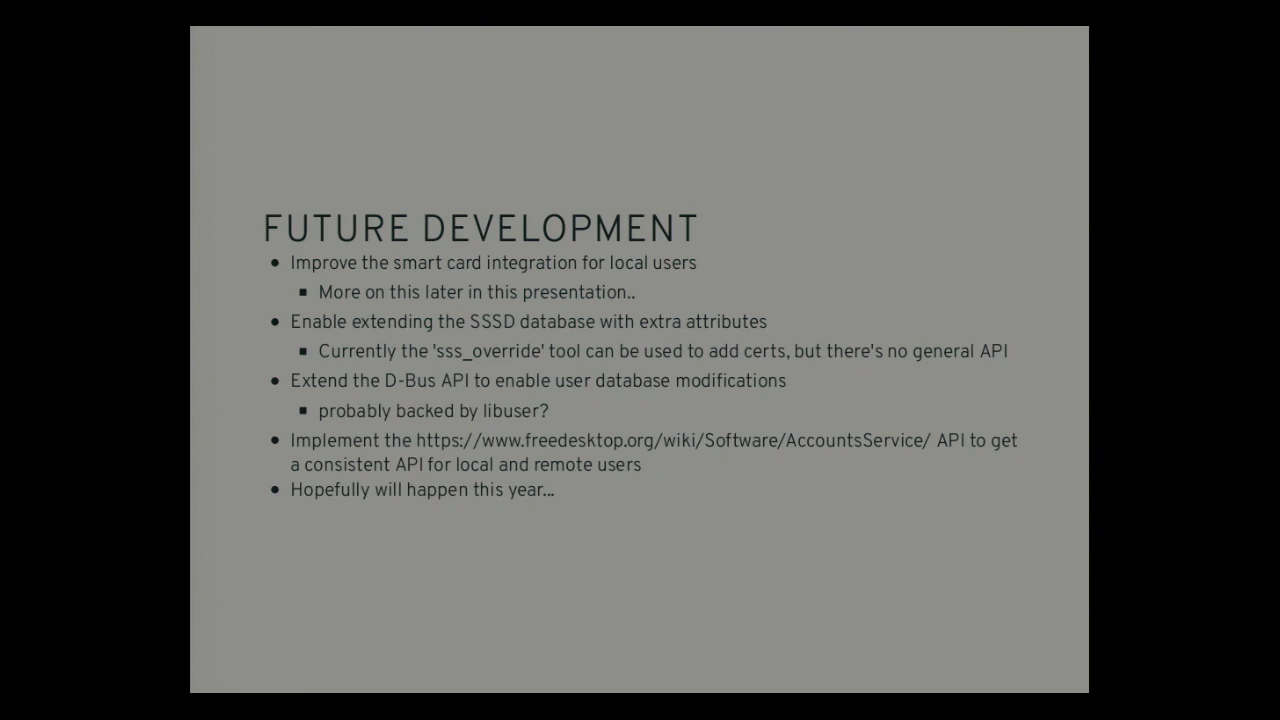 FUTURE DEVELOPMENT
• Improve the smart card integration for local users
▪ More on this later in this presentation..
• Enable extending the SSSD database with extra attributes
▪ Currently the 'sss_override' tool can be used to add certs, but there's no general API
• Extend the D-Bus API to enable user database modifications
▪ probably backed by libuser?
• Implement the https://www.freedesktop.org/wiki/Software/AccountsService/ API to get
a consistent API for local and remote users
• Hopefully will happen this year...